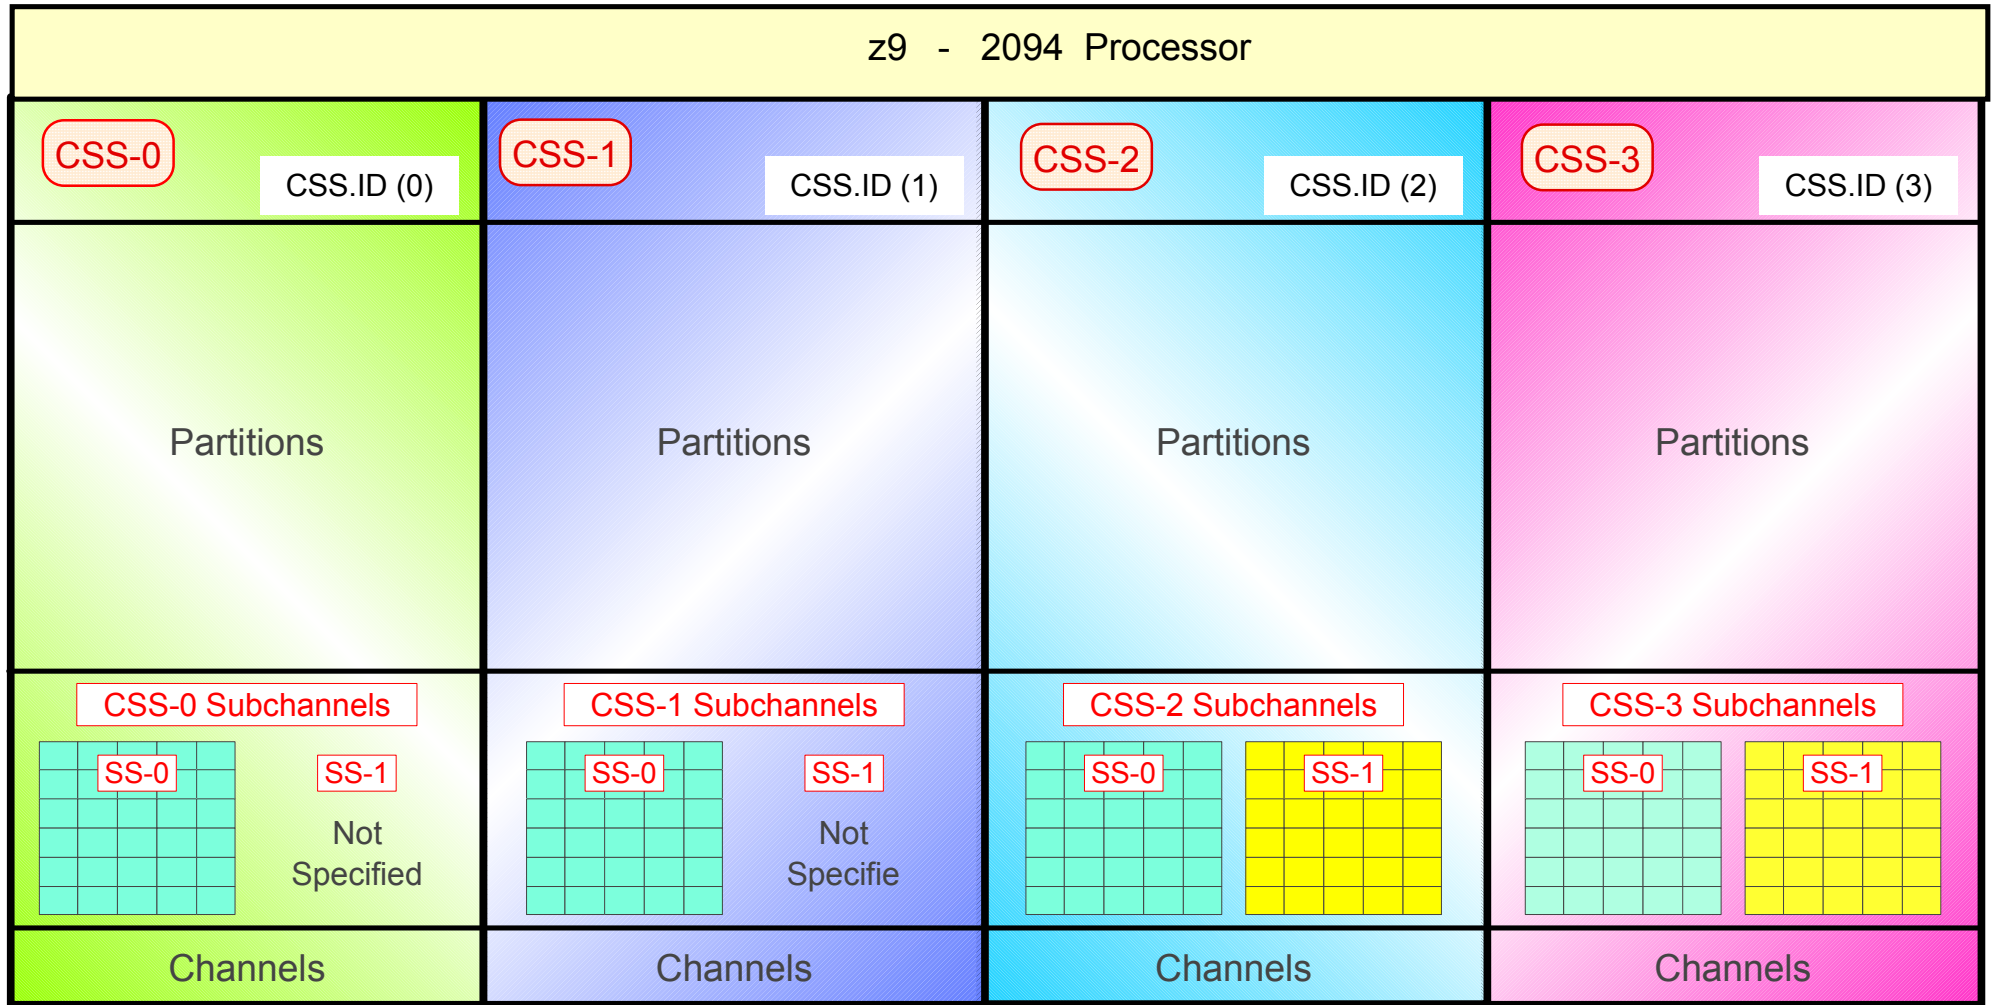 z9 - 2094 Processor
CSS-0
CSS.ID (0)
CSS-1
CSS.ID (1)
CSS-2
CSS.ID (2)
CSS-3
CSS.ID (3)
Partitions
Partitions
Partitions
Partitions
CSS-0 Subchannels
SS-0
SS-1
Not
Specified
CSS-1 Subchannels
SS-0
SS-1
Not
Specifie
CSS-2 Subchannels
SS-0
SS-1
CSS-3 Subchannels
SS-0
SS-1
Channels
Channels
Channels
Channels